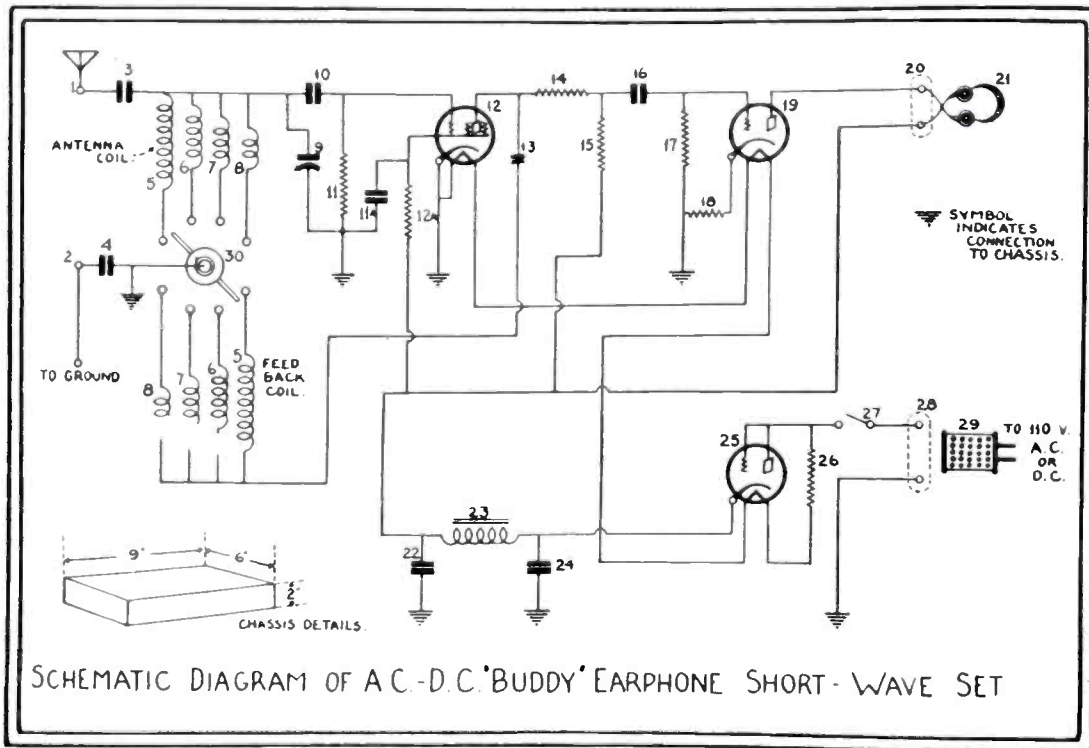 1
3
10
12
14
16
19
20
21
ANTENNA
COIL.
5
6
7
8
9
11
11A
12A
13
15
17
18
SYMBOL
INDICATES
CONNECTION
TO CHASSIS.
2
4
30
TO GROUND
8
7
6
5
FEED
BACK
COIL.
25
26
27
28
29
TO 110 V.
A.C.
OR
D.C.
22
23
24
9"
6"
2"
CHASSIS DETAILS.
SCHEMATIC DIAGRAM OF A.C.-D.C. "BUDDY" EARPHONE SHORT-WAVE SET